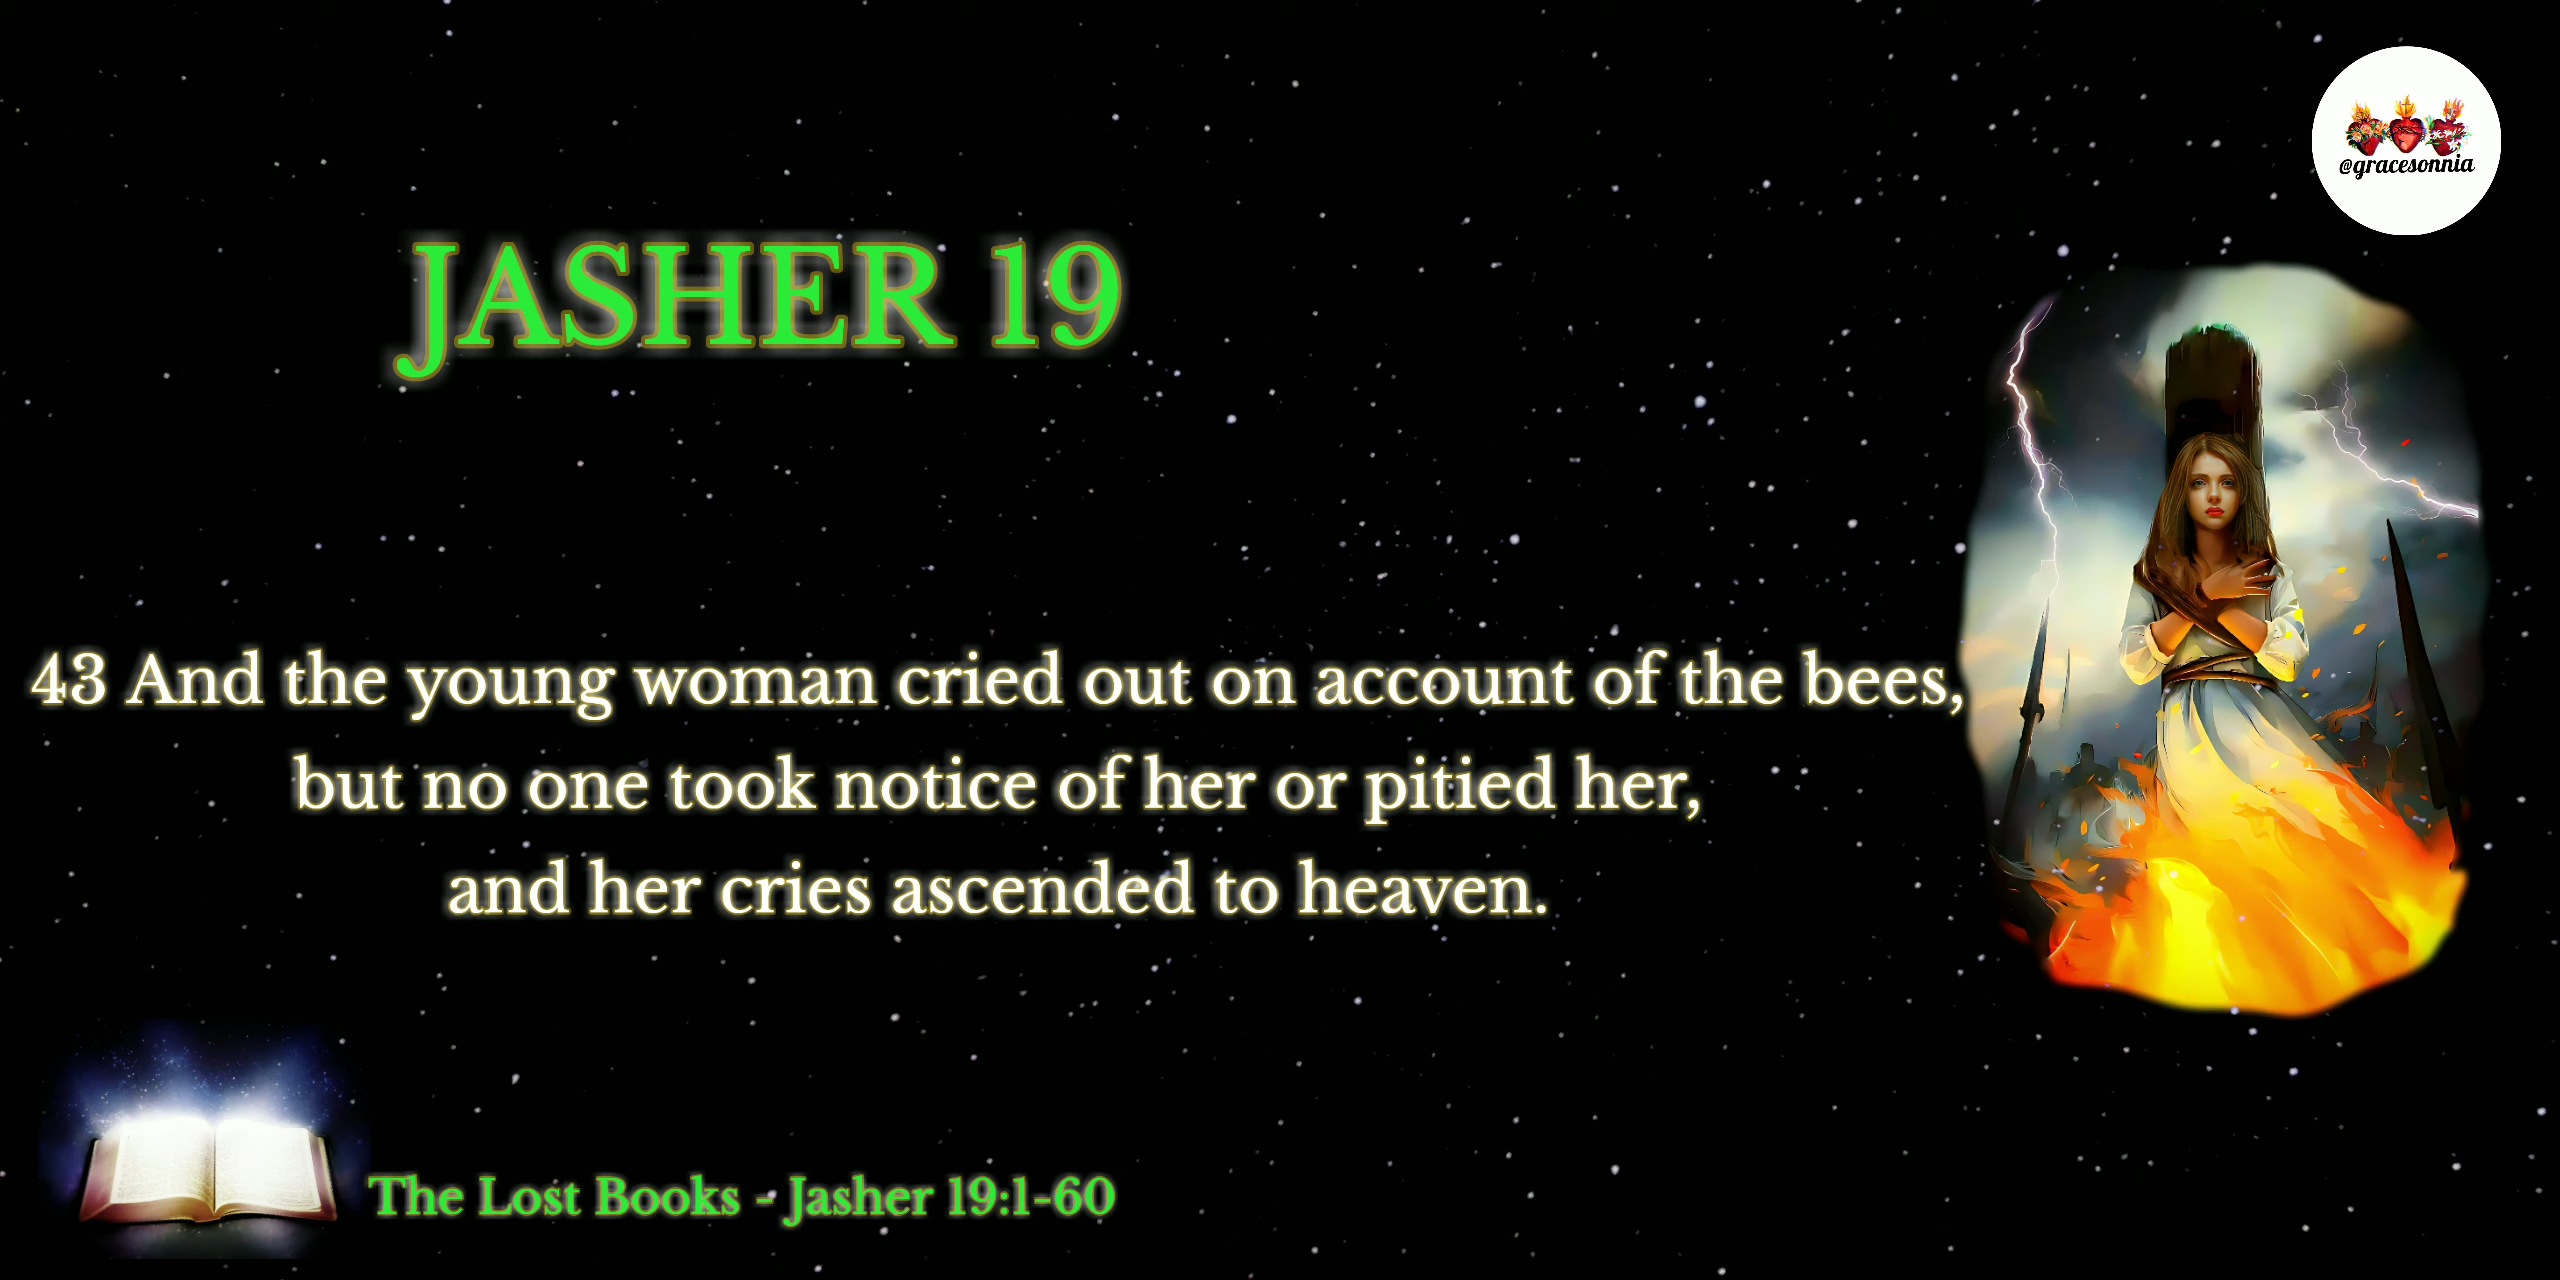 @gracesonnia
JASHER 19
43 And the young woman cried out on account of the bees,
but no one took notice of her or pitied her,
and her cries ascended to heaven.
The Lost Books - Jasher 19:1-60